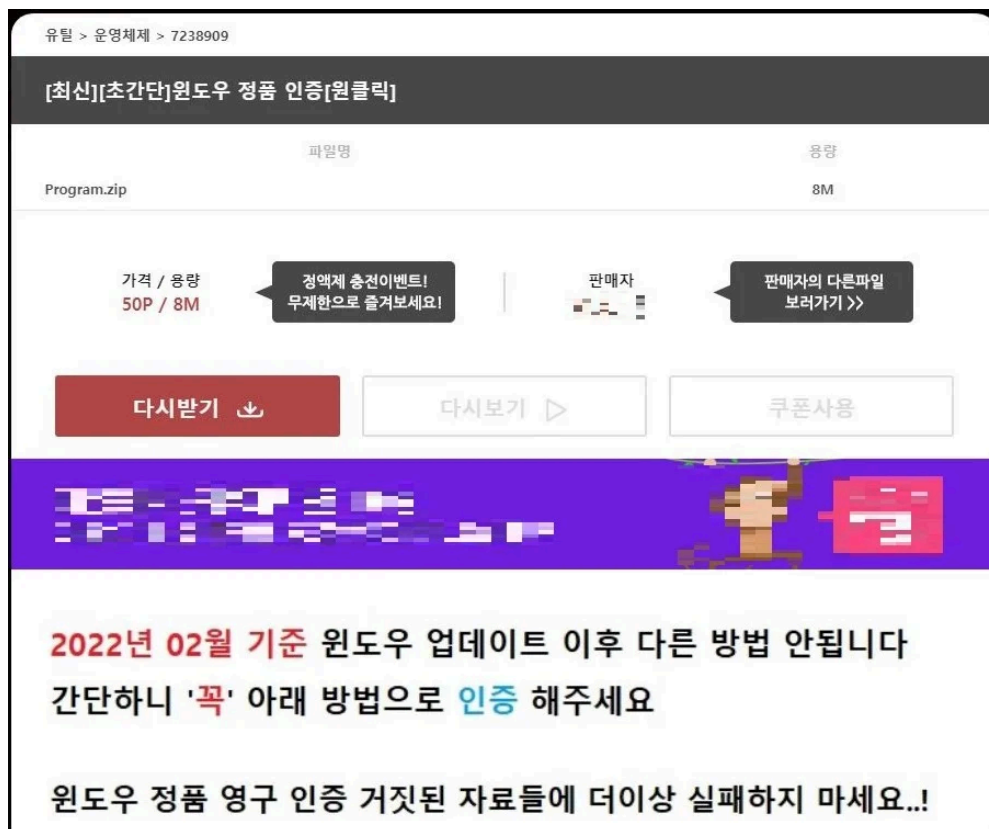 유틸 > 운영체제 > 7238909
[최신][초간단]윈도우 정품 인증[원클릭]
파일명 용량
Program.zip 8M
가격 / 용량
50P / 8M
정액제 충전이벤트!
무제한으로 즐겨보세요!
판매자
판매자의 다른파일
보러가기 >>
다시받기 다시보기 쿠폰사용
2022년 02월 기준 윈도우 업데이트 이후 다른 방법 안됩니다
간단하니 '꼭' 아래 방법으로 인증 해주세요
윈도우 정품 영구 인증 거짓된 자료들에 더이상 실패하지 마세요..!